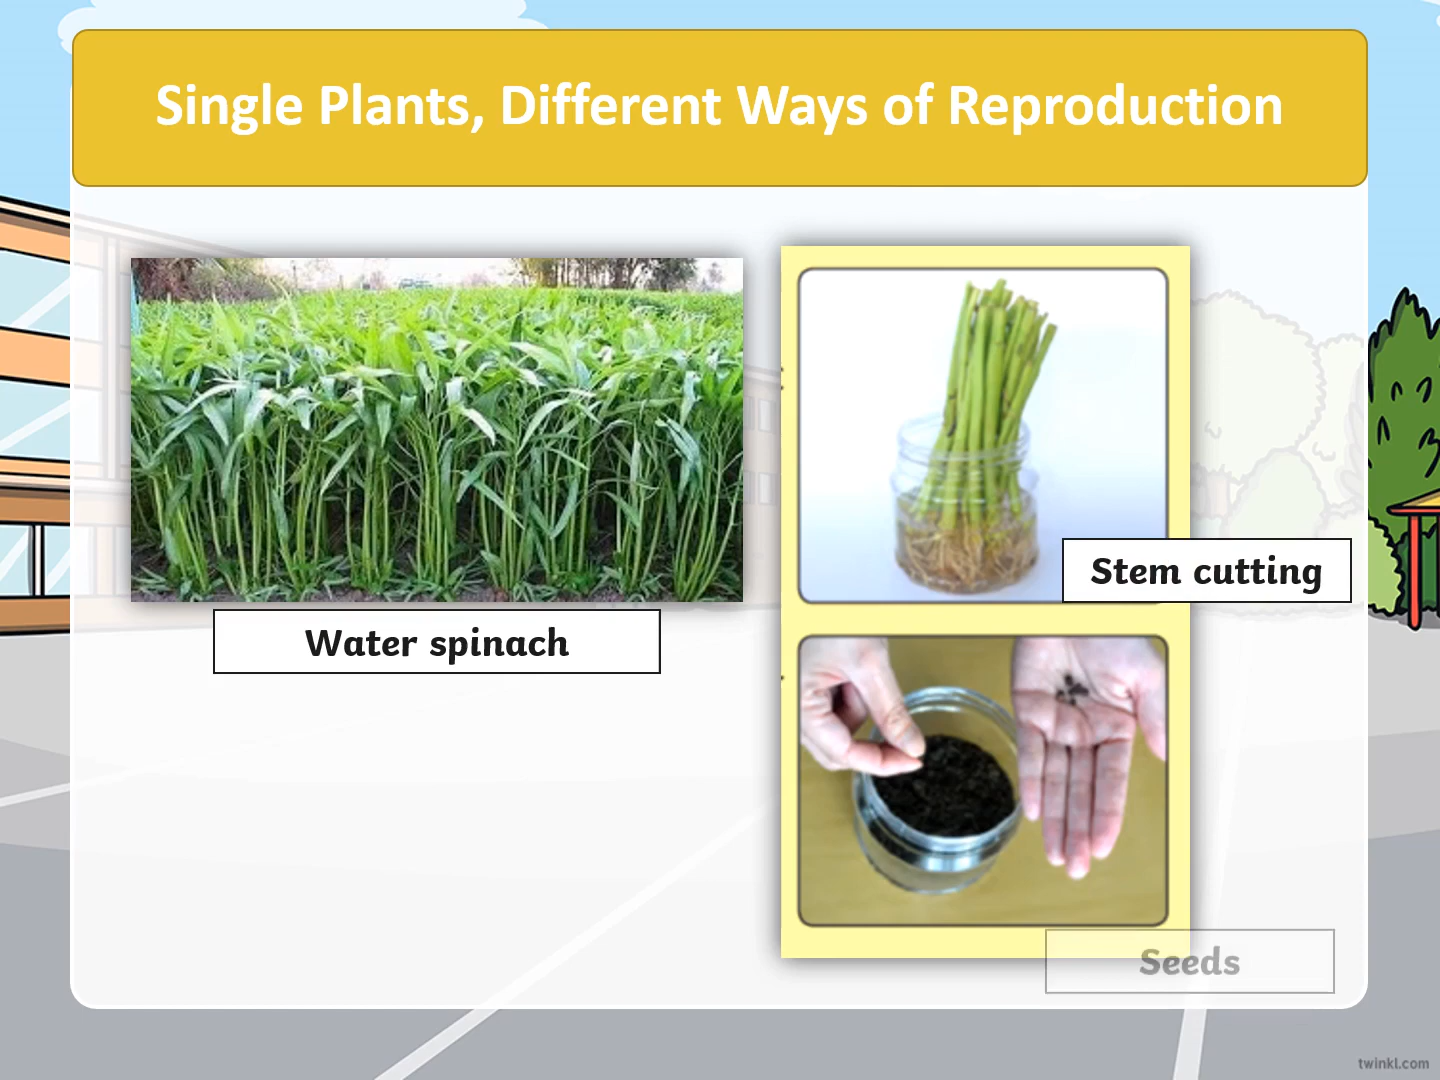 Single Plants, Different Ways of Reproduction
Water spinach
Stem cutting
Seeds
twinkl.com